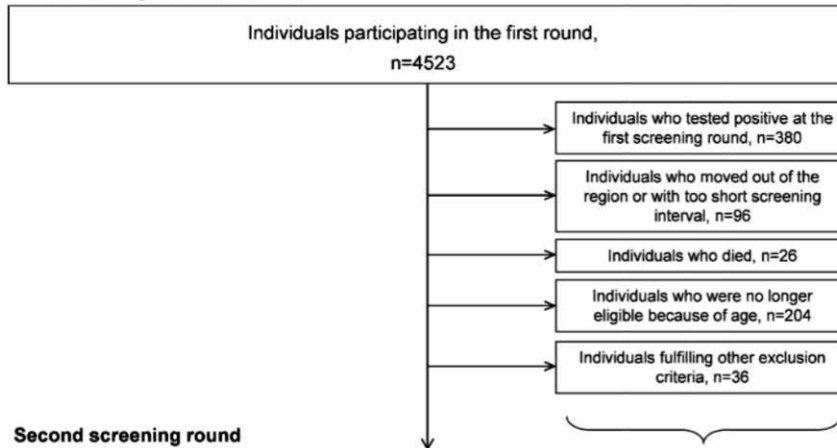 Individuals participating in the first round,
n=4523
Individuals who tested positive at the
first screening round, n=380
Individuals who moved out of the
region or with too short screening
interval, n=96
Individuals who died, n=26
Individuals who were no longer
eligible because of age, n=204
Individuals fulfilling other exclusion
criteria, n=36
Second screening round